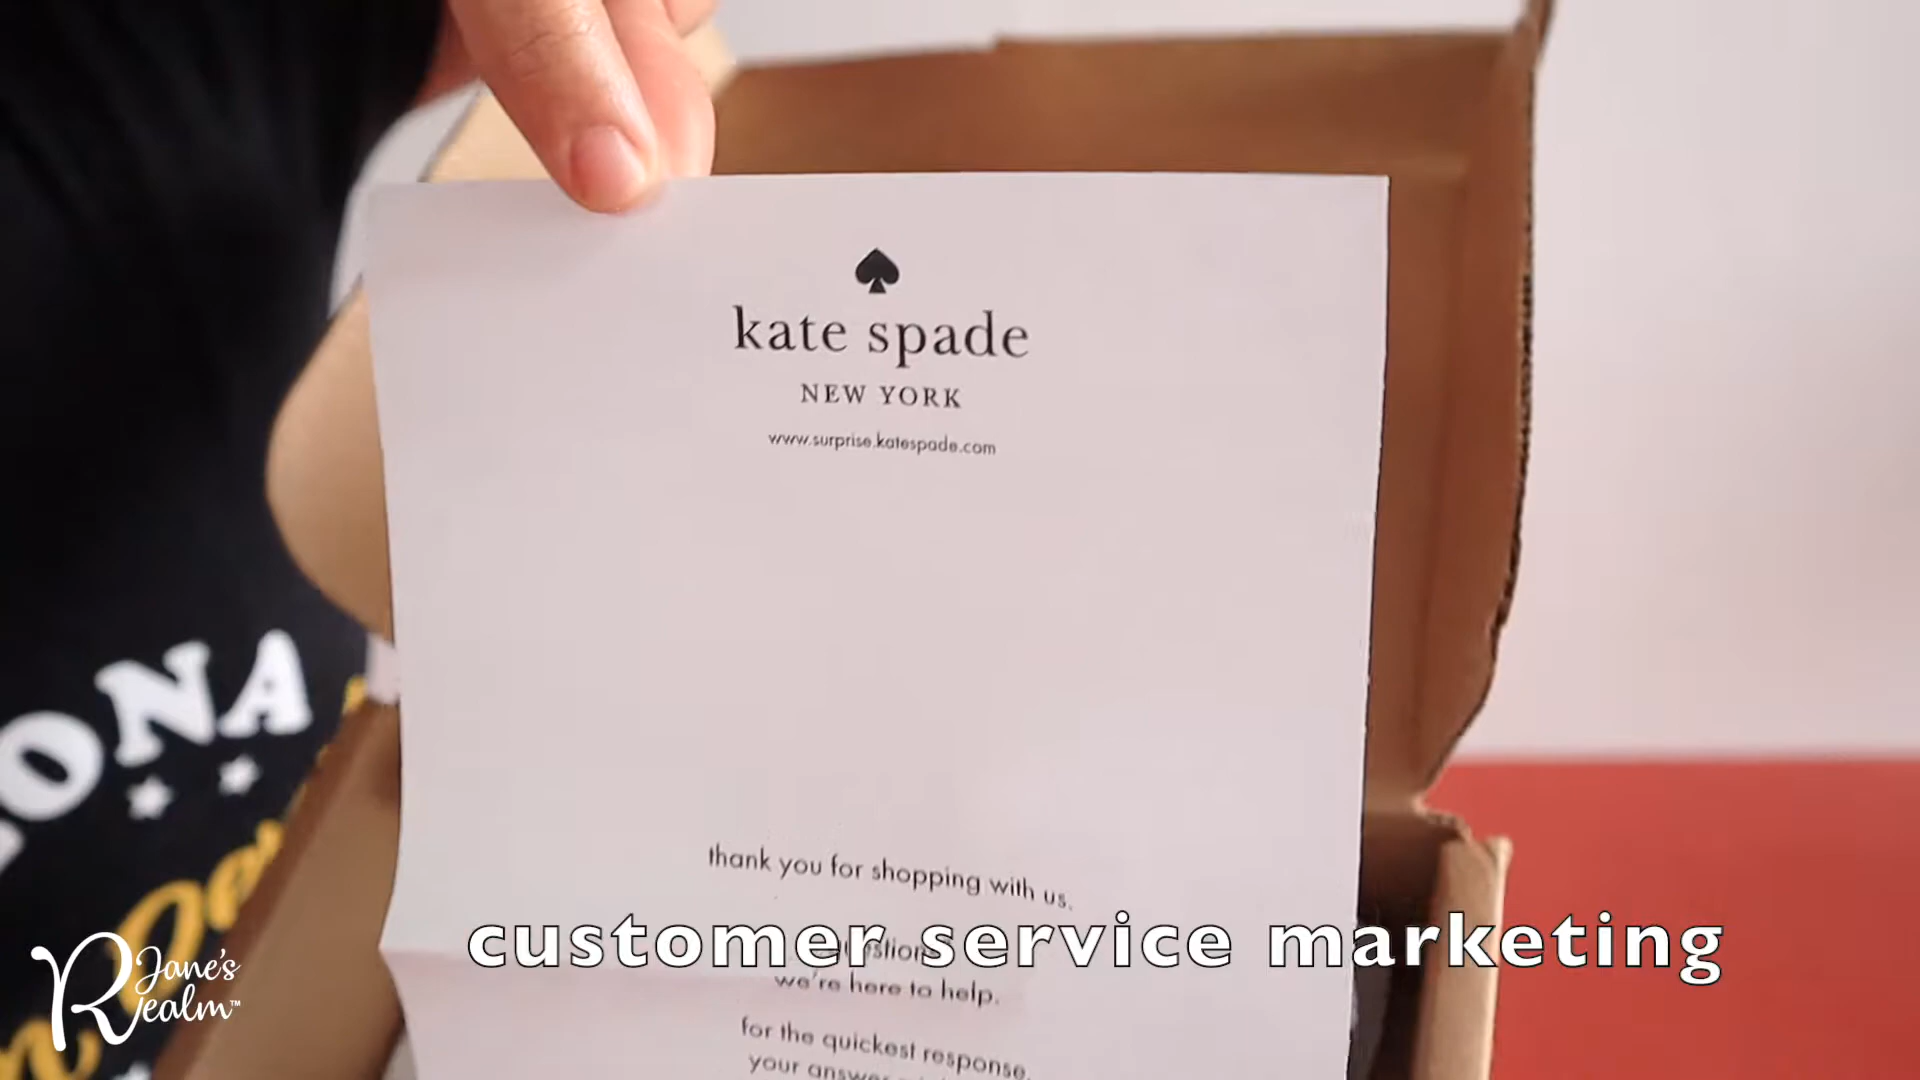 kate spade
NEW YORK
www.surprise.katespade.com
thank you for shopping with us.
customer service marketing
we're here to help.
for the quickest response,
your
ONA
Jane's
Realm™